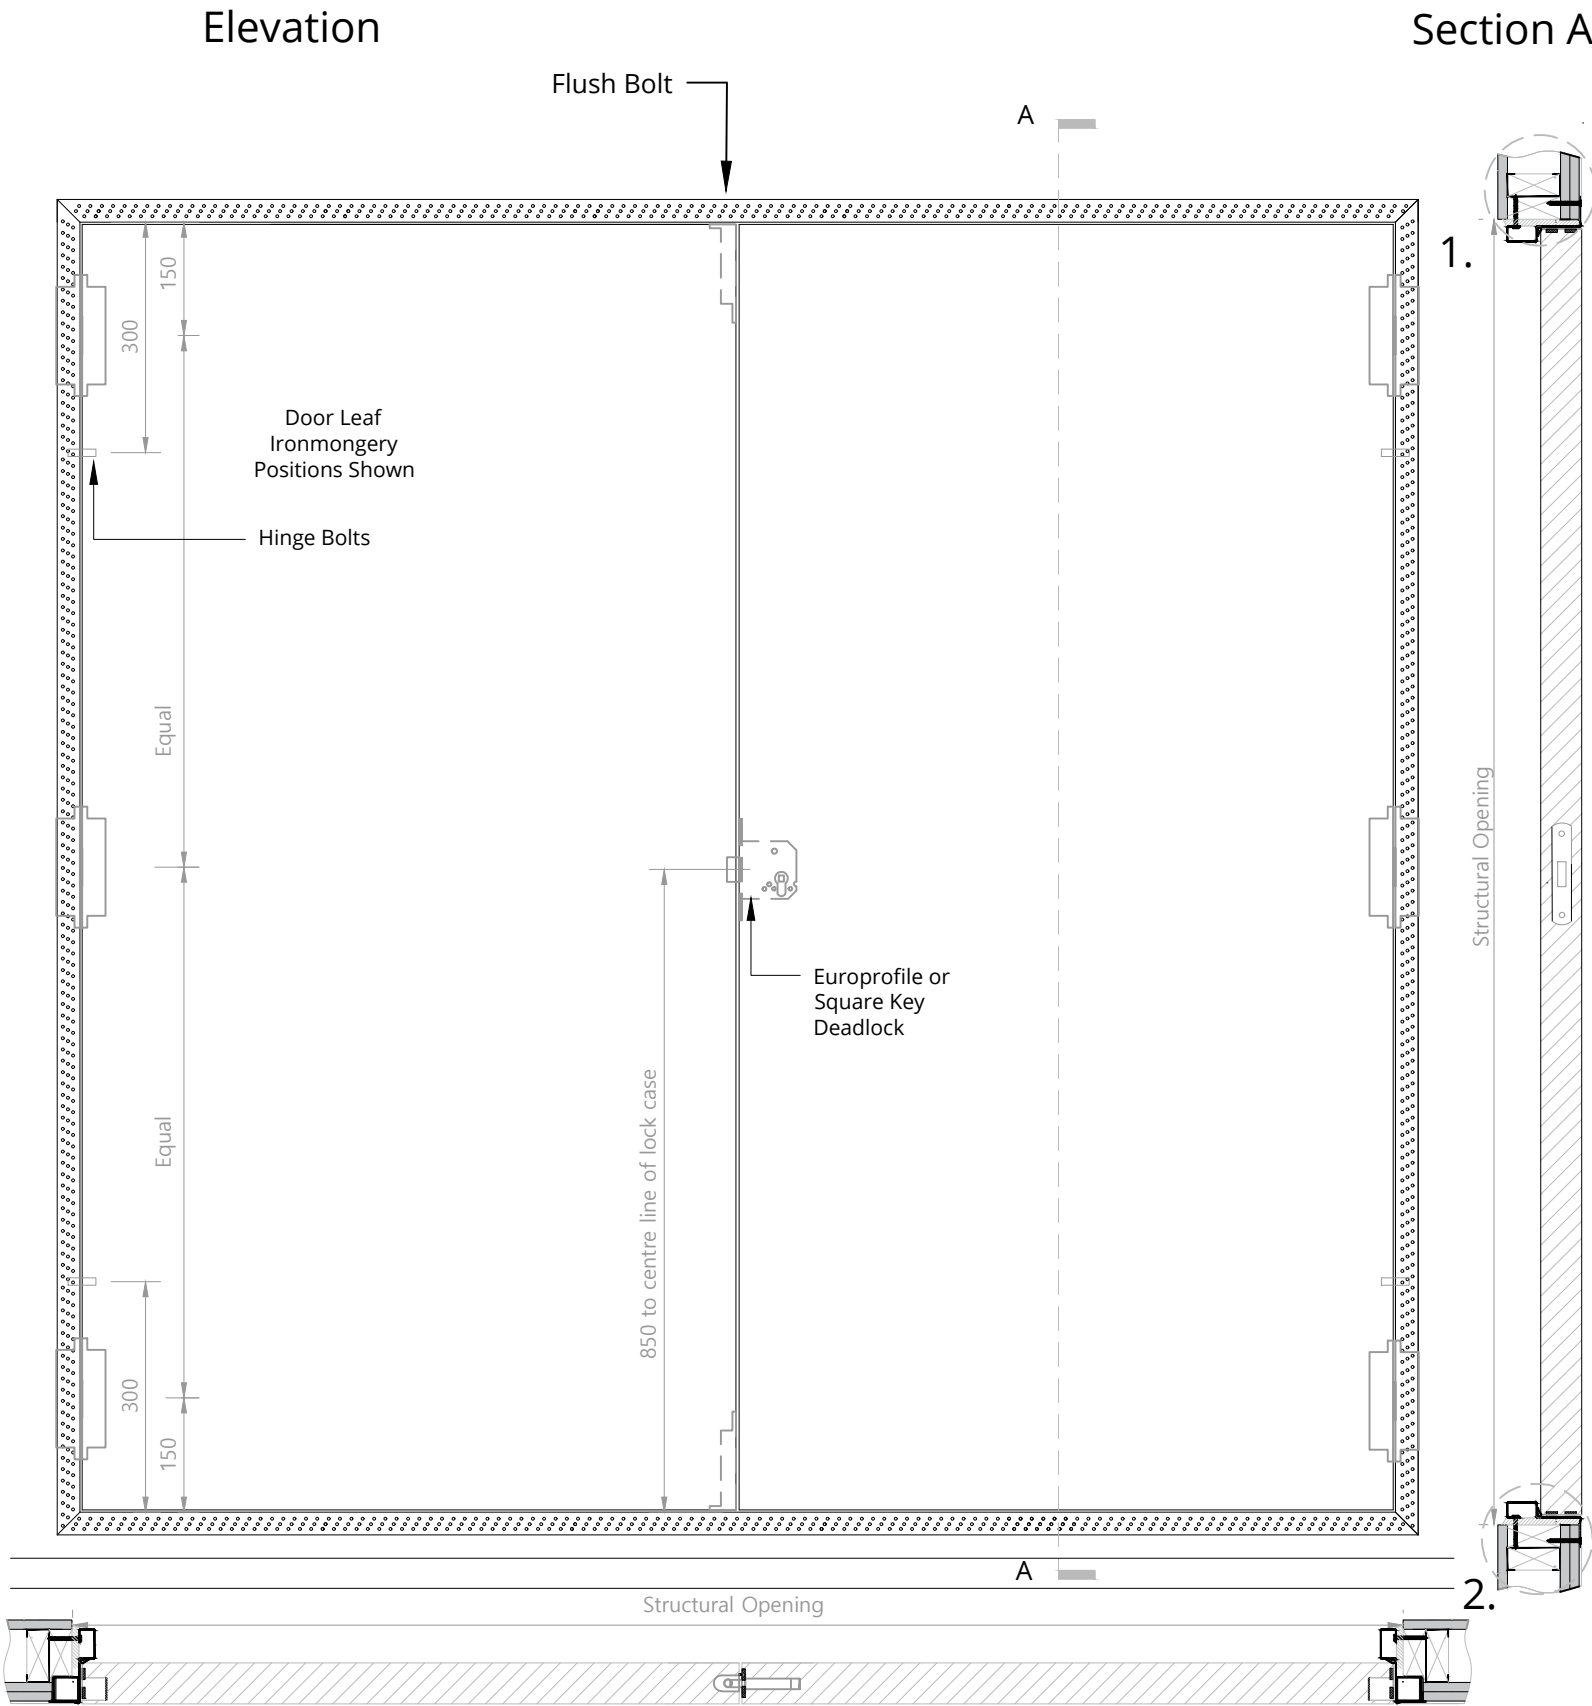 Elevation
Section A
Flush Bolt
A
1.
150
300
Door Leaf
Ironmongery
Positions Shown
Hinge Bolts
Equal
Structural Opening
Europrofile or
Square Key
Deadlock
Equal
850 to centre line of lock case
300
150
A
2.
Structural Opening